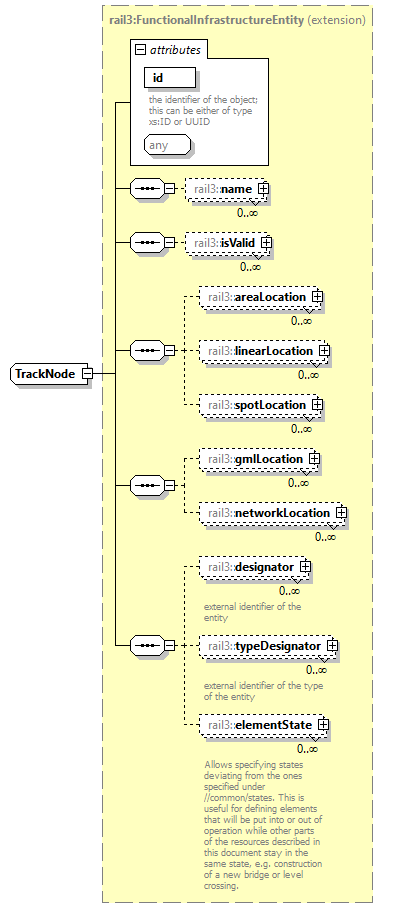 rail3:FunctionalInfrastructureEntity (extension)
attributes
id
the identifier of the object;
this can be either of type
xs:ID or UUID
any
rail3::name
0..∞
rail3::isValid
0..∞
rail3::areaLocation
0..∞
rail3::linearLocation
0..∞
TrackNode
rail3::spotLocation
0..∞
rail3::gmlLocation
0..∞
rail3::networkLocation
0..∞
rail3::designator
0..∞
external identifier of the
entity
rail3::typeDesignator
0..∞
external identifier of the type
of the entity
rail3::elementState
0..∞
Allows specifying states
deviating from the ones
specified under
//common/states. This is
useful for defining elements
that will be put into or out of
operation while other parts
of the resources described in
this document stay in the
same state, e.g. construction
of a new bridge or level
crossing.